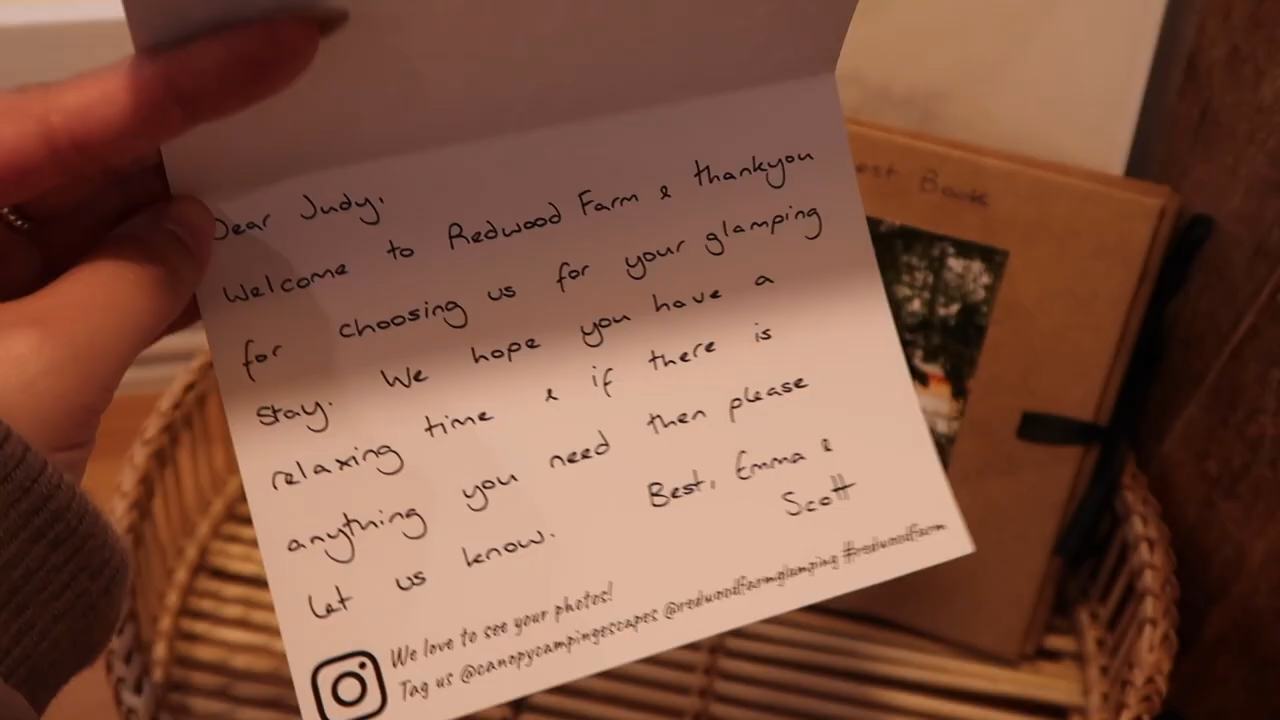 Dear Judy,
Welcome to Redwood Farm & thankyou
for choosing us for your glamping
stay. We hope you have a
relaxing time & if there is
anything you need then please
let us know.
Best, Emma &
Scott
We love to see your photos!
Tag us @canopycampingescapes @redwoodfarmglamping #redwoodfarm
Book